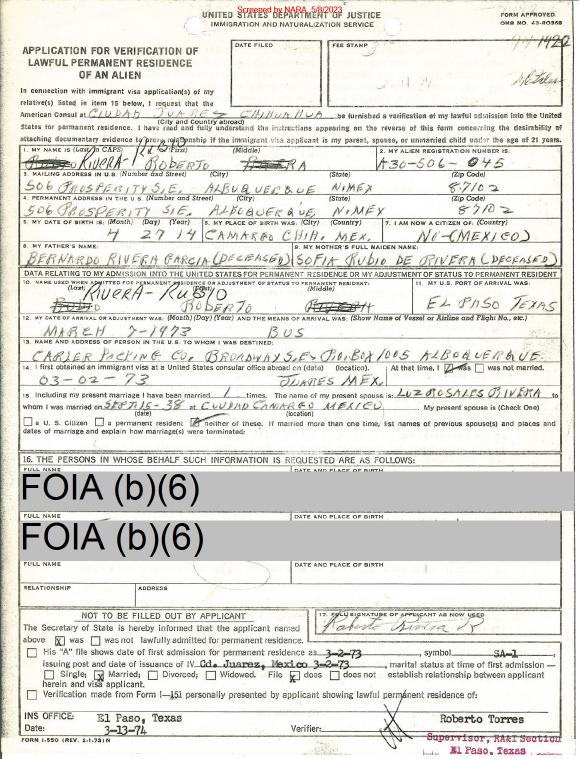 Screened by NARA, 5/8/2023
UNITED STATES DEPARTMENT OF JUSTICE
IMMIGRATION AND NATURALIZATION SERVICE
FORM APPROVED
OMB NO. 43-R0358
APPLICATION FOR VERIFICATION OF
LAWFUL PERMANENT RESIDENCE
OF AN ALIEN
DATE FILED
FEE STAMP
In connection with immigrant visa application(s) of my
relative(s) listed in item 15 below, I request that the
American Consul at CIUDAD JUAREZ CHIHUAHUA be furnished a verification of my lawful admission into the United
(City and Country abroad)
States for permanent residence. I have read and fully understand the instructions appearing on the reverse of this form concerning the desirability of
attaching documentary evidence to prove relationship if the immigrant visa applicant is my parent, spouse, or unmarried child under the age of 21 years.
1. MY NAME IS (Last in CAPS) (First) (Middle)
RIVERA-RUBIO ROBERTO
2. MY ALIEN REGISTRATION NUMBER IS:
A30-506-045
3. MAILING ADDRESS IN U.S. (Number and Street) (City) (State) (Zip Code)
506 PROSPERITY S.E. ALBUQUERQUE N.MEX 87102
4. PERMANENT ADDRESS IN U.S. (Number and Street) (City) (State) (Zip Code)
506 PROSPERITY S.E. ALBUQUERQUE N.MEY 87102
5. MY DATE OF BIRTH IS: (Month) (Day) (Year)
4 27 14
6. MY PLACE OF BIRTH WAS: (City) (Country)
CAMARGO CHIH. MEX.
7. I AM NOW A CITIZEN OF: (Country)
NO-(MEXICO)
8. MY FATHER'S NAME:
BERNARDO RIVERA GARCIA (DECEASED)
9. MY MOTHER'S FULL MAIDEN NAME:
SOFIA RUBIO DE RIVERA (DECEASED)
DATA RELATING TO MY ADMISSION INTO THE UNITED STATES FOR PERMANENT RESIDENCE OR MY ADJUSTMENT OF STATUS TO PERMANENT RESIDENT
10. NAME USED WHEN ADMITTED FOR PERMANENT RESIDENCE OR ADJUSTMENT OF STATUS TO PERMANENT RESIDENT:
(Last) (First) (Middle)
RIVERA-RUBIO ROBERTO
11. MY U.S. PORT OF ARRIVAL WAS:
EL PASO TEXAS
12. MY DATE OF ARRIVAL OR ADJUSTMENT WAS: (Month) (Day) (Year) AND THE MEANS OF ARRIVAL WAS: (Show Name of Vessel or Airline and Flight No., etc.)
MARCH 7-1973 BUS
13. NAME AND ADDRESS OF PERSON IN THE U.S. TO WHOM I WAS DESTINED:
CARLER PACKING CO. BROADWAY S.E. P.O. BOX 1005 ALBOQUERQUE
14. I first obtained an immigrant visa at a United States consular office abroad on (date) (location). At that time, I was was not married.
03-02-73 JUARES MEX.
15. Including my present marriage I have been married 1 times. The name of my present spouse is: LUZ ROSALES RIVERA to
whom I was married on SEPT-15-38 at CIUDAD CAMARGO MEXICO My present spouse is (Check One)
(date) (location)
a U. S. Citizen a permanent resident neither of these. If married more than one time, list names of previous spouse(s) and places and
dates of marriage and explain how marriage(s) were terminated:
16. THE PERSONS IN WHOSE BEHALF SUCH INFORMATION IS REQUESTED ARE AS FOLLOWS:
FULL NAME DATE AND PLACE OF BIRTH
FOIA (b)(6)
FULL NAME DATE AND PLACE OF BIRTH
FOIA (b)(6)
FULL NAME DATE AND PLACE OF BIRTH
RELATIONSHIP ADDRESS
NOT TO BE FILLED OUT BY APPLICANT
17. FULL SIGNATURE OF APPLICANT AS NOW USED
Roberto Rivera R
The Secretary of State is hereby informed that the applicant named
above X was was not lawfully admitted for permanent residence.
His "A" file shows date of first admission for permanent residence as 3-2-73, symbol SA-1
issuing post and date of issuance of IV Cd. Juarez, Mexico 3-2-73, marital status at time of first admission —
Single; X Married; Divorced; Widowed. File X does does not establish relationship between applicant
herein and visa applicant.
Verification made from Form I-151 personally presented by applicant showing lawful permanent residence of:
INS OFFICE: El Paso, Texas
Date: 3-13-74
Verifier:
Roberto Torres
Supervisor, RA&I Section
El Paso, Texas
FORM I-550 (REV. 5-1-73) N